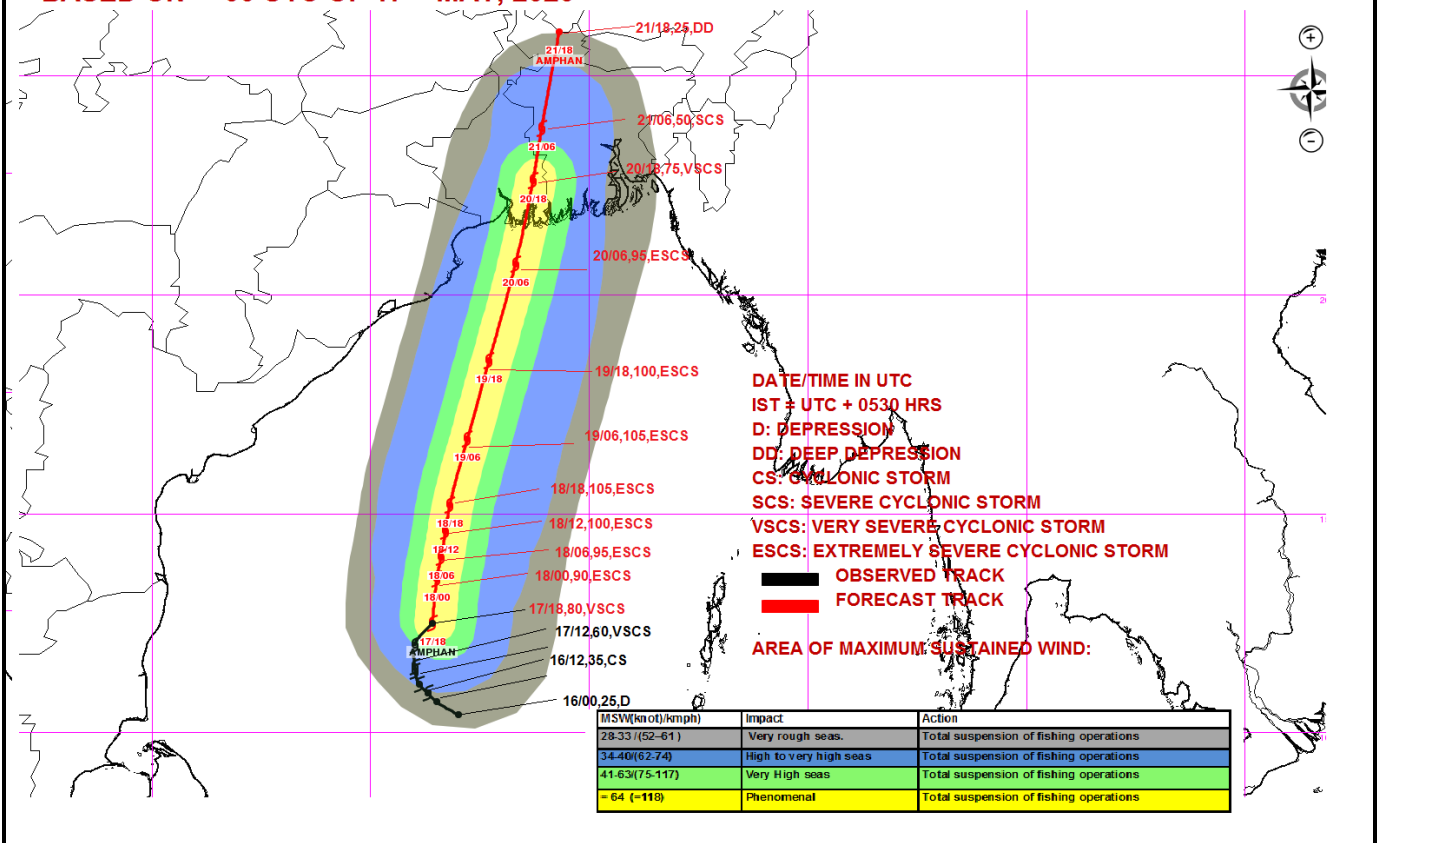 21/18,25,DD
21/18
AMPHAN
21/06,50,SCS
21/06
20/18,75,VSCS
20/18
20/06,95,ESCS
20/06
19/18,100,ESCS
19/18
19/06,105,ESCS
19/06
18/18,105,ESCS
18/18
18/12,100,ESCS
18/12
18/06,95,ESCS
18/06
18/00,90,ESCS
18/00
17/18,80,VSCS
17/18
AMPHAN
17/12,60,VSCS
16/12,35,CS
16/00,25,D
DATE/TIME IN UTC
IST = UTC + 0530 HRS
D: DEPRESSION
DD: DEEP DEPRESSION
CS: CYCLONIC STORM
SCS: SEVERE CYCLONIC STORM
VSCS: VERY SEVERE CYCLONIC STORM
ESCS: EXTREMELY SEVERE CYCLONIC STORM
OBSERVED TRACK
FORECAST TRACK
AREA OF MAXIMUM SUSTAINED WIND:
MSW(knot)/kmph) Impact Action
28-33 /(52–61 ) Very rough seas. Total suspension of fishing operations
34-40/(62-74) High to very high seas Total suspension of fishing operations
41-63/(75-117) Very High seas Total suspension of fishing operations
= 64 (=118) Phenomenal Total suspension of fishing operations